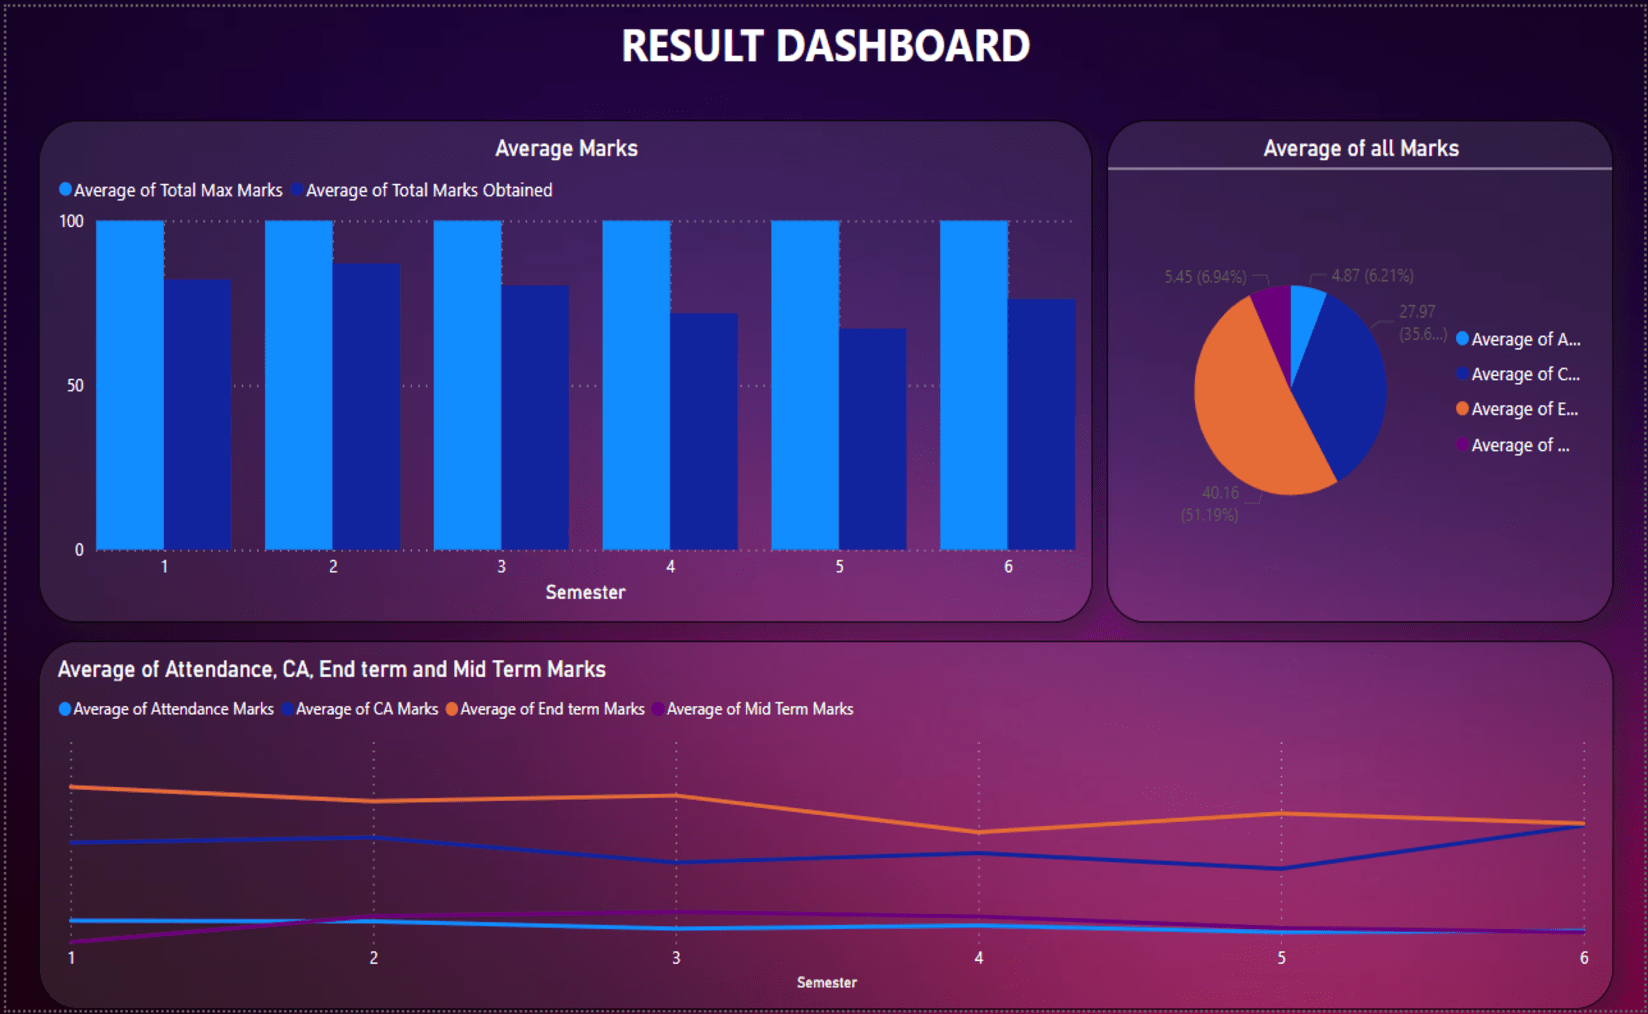 RESULT DASHBOARD
Average Marks
Average of Total Max Marks Average of Total Marks Obtained
100
50
0
1 2 3 4 5 6
Semester
Average of all Marks
5.45 (6.94%)
4.87 (6.21%)
27.97
(35.6...)
40.16
(51.19%)
Average of A...
Average of C...
Average of E...
Average of ...
Average of Attendance, CA, End term and Mid Term Marks
Average of Attendance Marks Average of CA Marks Average of End term Marks Average of Mid Term Marks
1 2 3 4 5 6
Semester